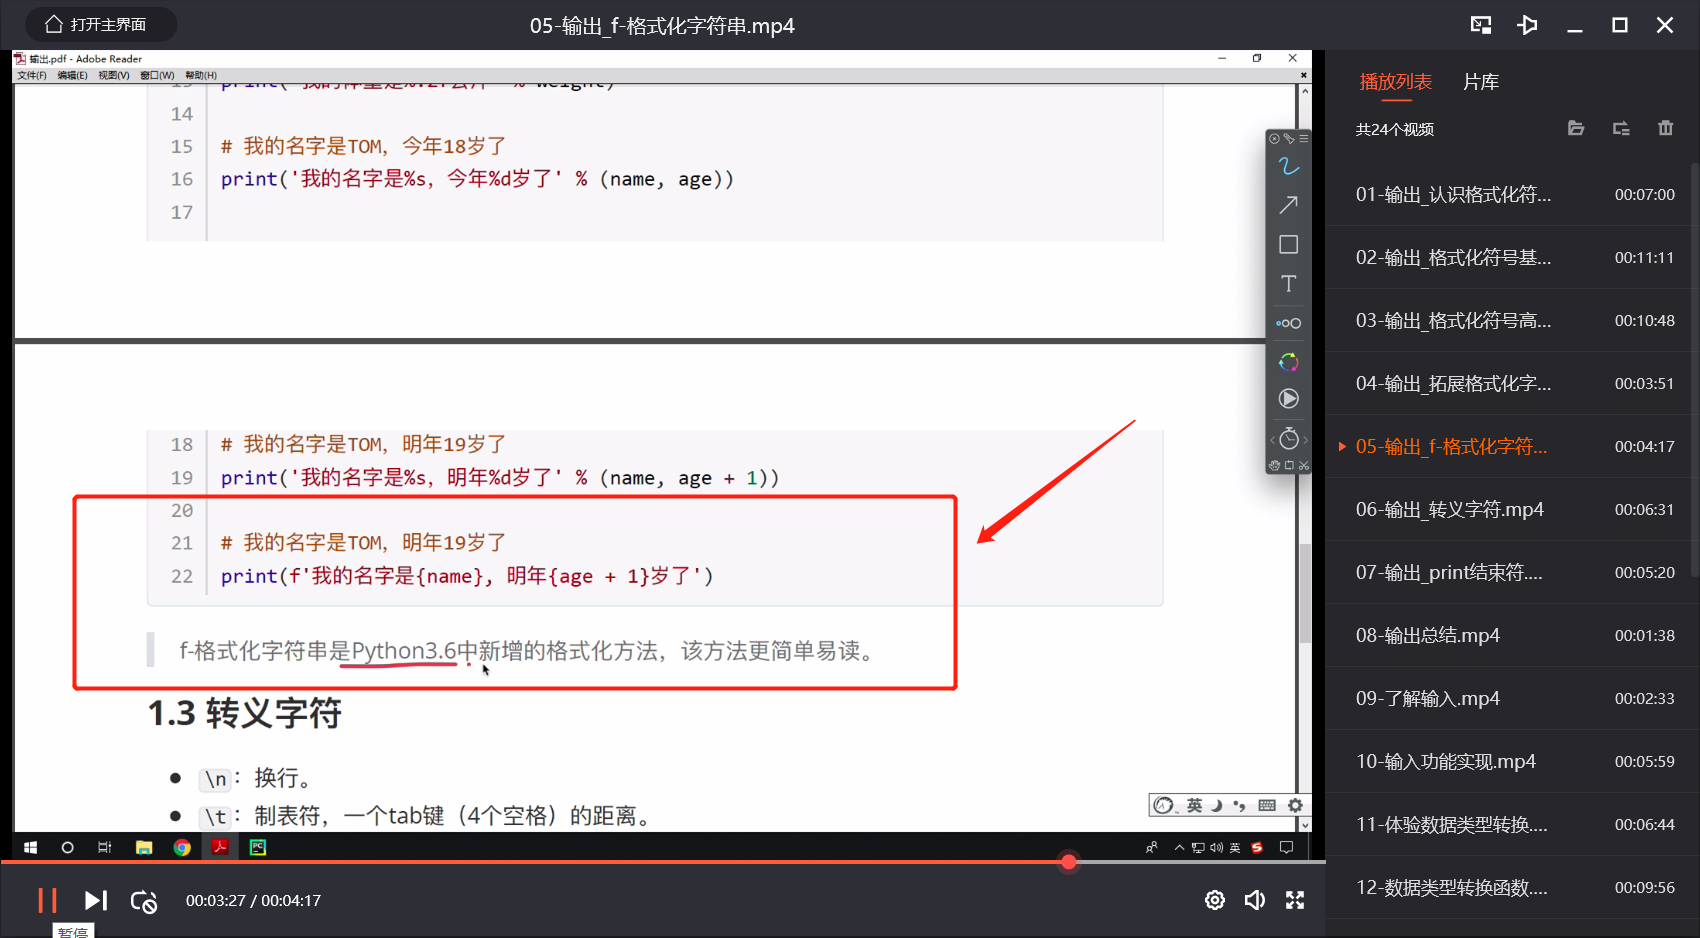 打开主界面
05-输出_f-格式化字符串.mp4
输出.pdf - Adobe Reader
文件(F) 编辑(E) 视图(V) 窗口(W) 帮助(H)
14
15 # 我的名字是TOM，今年18岁了
16 print('我的名字是%s，今年%d岁了' % (name, age))
17
18 # 我的名字是TOM，明年19岁了
19 print('我的名字是%s，明年%d岁了' % (name, age + 1))
20
21 # 我的名字是TOM，明年19岁了
22 print(f'我的名字是{name}, 明年{age + 1}岁了')
f-格式化字符串是Python3.6中新增的格式化方法，该方法更简单易读。
1.3 转义字符
\n：换行。
\t：制表符，一个tab键（4个空格）的距离。
英
英
00:03:27 / 00:04:17
暂停
播放列表 片库
共24个视频
01-输出_认识格式化符... 00:07:00
02-输出_格式化符号基... 00:11:11
03-输出_格式化符号高... 00:10:48
04-输出_拓展格式化字... 00:03:51
05-输出_f-格式化字符... 00:04:17
06-输出_转义字符.mp4 00:06:31
07-输出_print结束符.... 00:05:20
08-输出总结.mp4 00:01:38
09-了解输入.mp4 00:02:33
10-输入功能实现.mp4 00:05:59
11-体验数据类型转换.... 00:06:44
12-数据类型转换函数.... 00:09:56